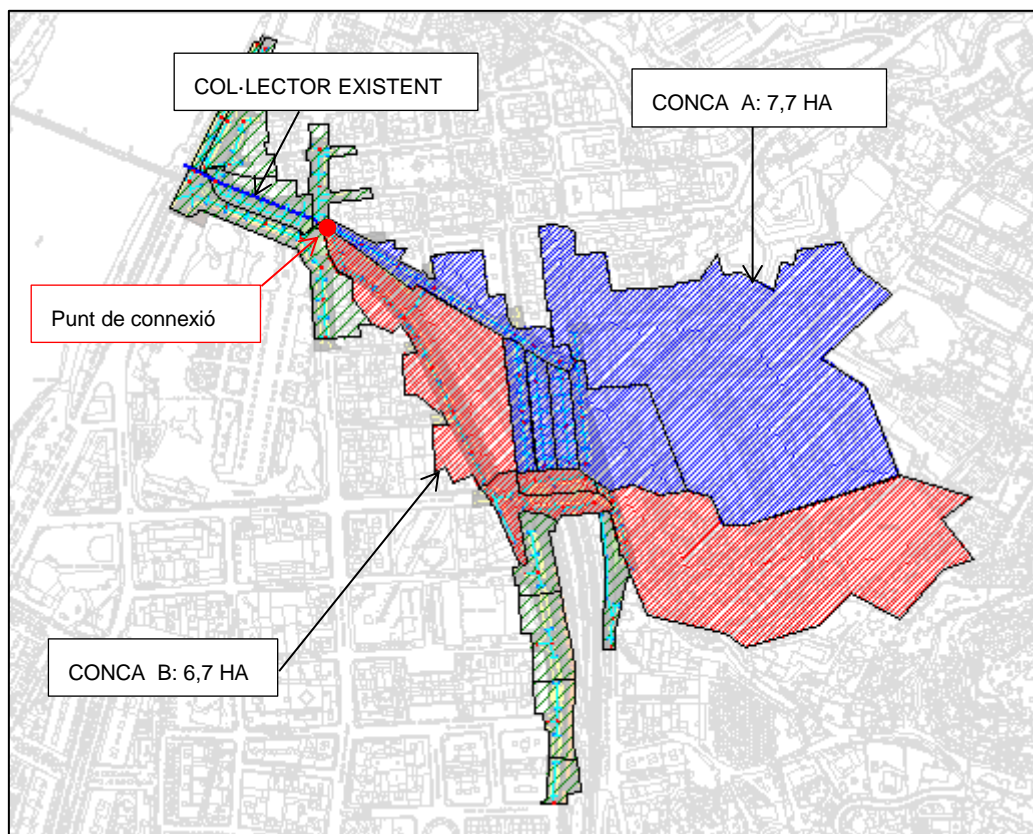 COL·LECTOR EXISTENT
CONCA A: 7,7 HA
Punt de connexió
CONCA B: 6,7 HA